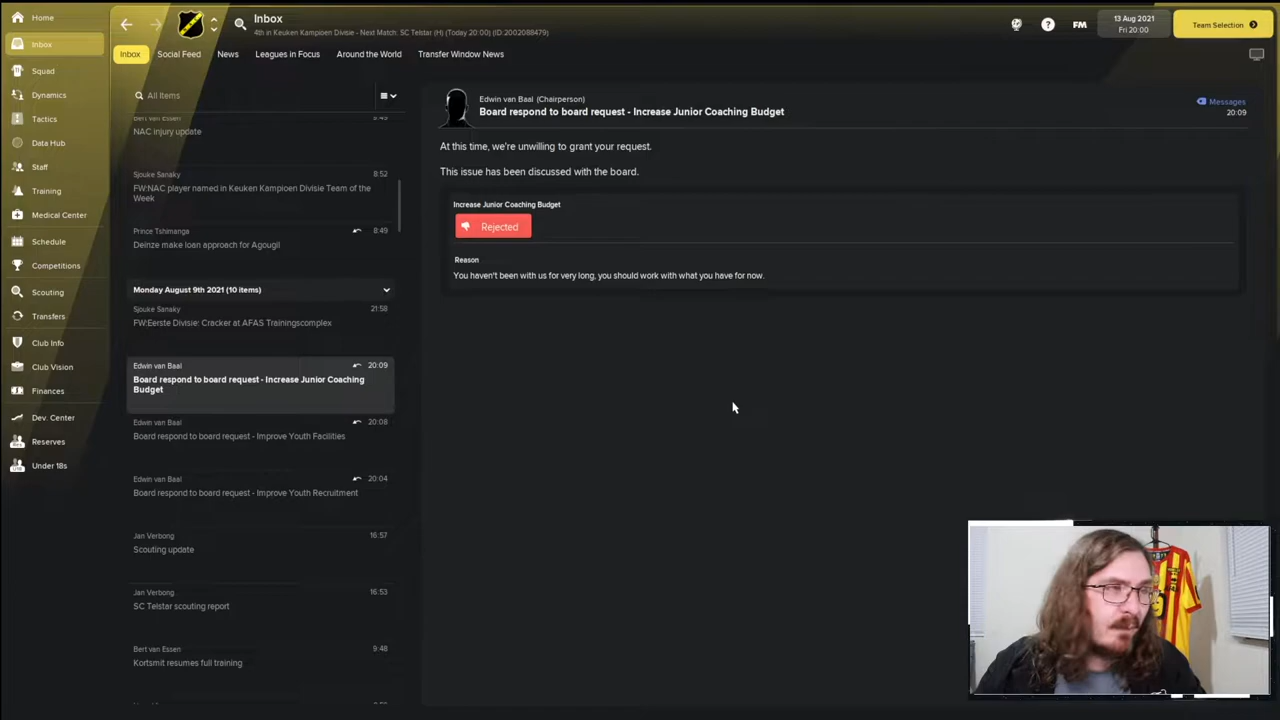 Home
Inbox
Squad
Dynamics
Tactics
Data Hub
Staff
Training
Medical Center
Schedule
Competitions
Scouting
Transfers
Club Info
Club Vision
Finances
Dev. Center
Reserves
Under 18s
Inbox
4th in Keuken Kampioen Divisie - Next Match: SC Telstar (H) (Today 20:00) (ID:2002088479)
?
FM
13 Aug 2021
Fri 20:00
Team Selection
Inbox
Social Feed
News
Leagues in Focus
Around the World
Transfer Window News
All Items
Bert van Essen
NAC injury update
Sjouke Sanaky 8:52
FW:NAC player named in Keuken Kampioen Divisie Team of the
Week
Prince Tshimanga 8:49
Deinze make loan approach for Agougil
Monday August 9th 2021 (10 items)
Sjouke Sanaky 21:58
FW:Eerste Divisie: Cracker at AFAS Trainingscomplex
Edwin van Baal 20:09
Board respond to board request - Increase Junior Coaching
Budget
Edwin van Baal 20:08
Board respond to board request - Improve Youth Facilities
Edwin van Baal 20:04
Board respond to board request - Improve Youth Recruitment
Jan Verbong 16:57
Scouting update
Jan Verbong 16:53
SC Telstar scouting report
Bert van Essen 9:48
Kortsmit resumes full training
Edwin van Baal (Chairperson)
Board respond to board request - Increase Junior Coaching Budget
Messages
20:09
At this time, we're unwilling to grant your request.
This issue has been discussed with the board.
Increase Junior Coaching Budget
Rejected
Reason
You haven't been with us for very long, you should work with what you have for now.